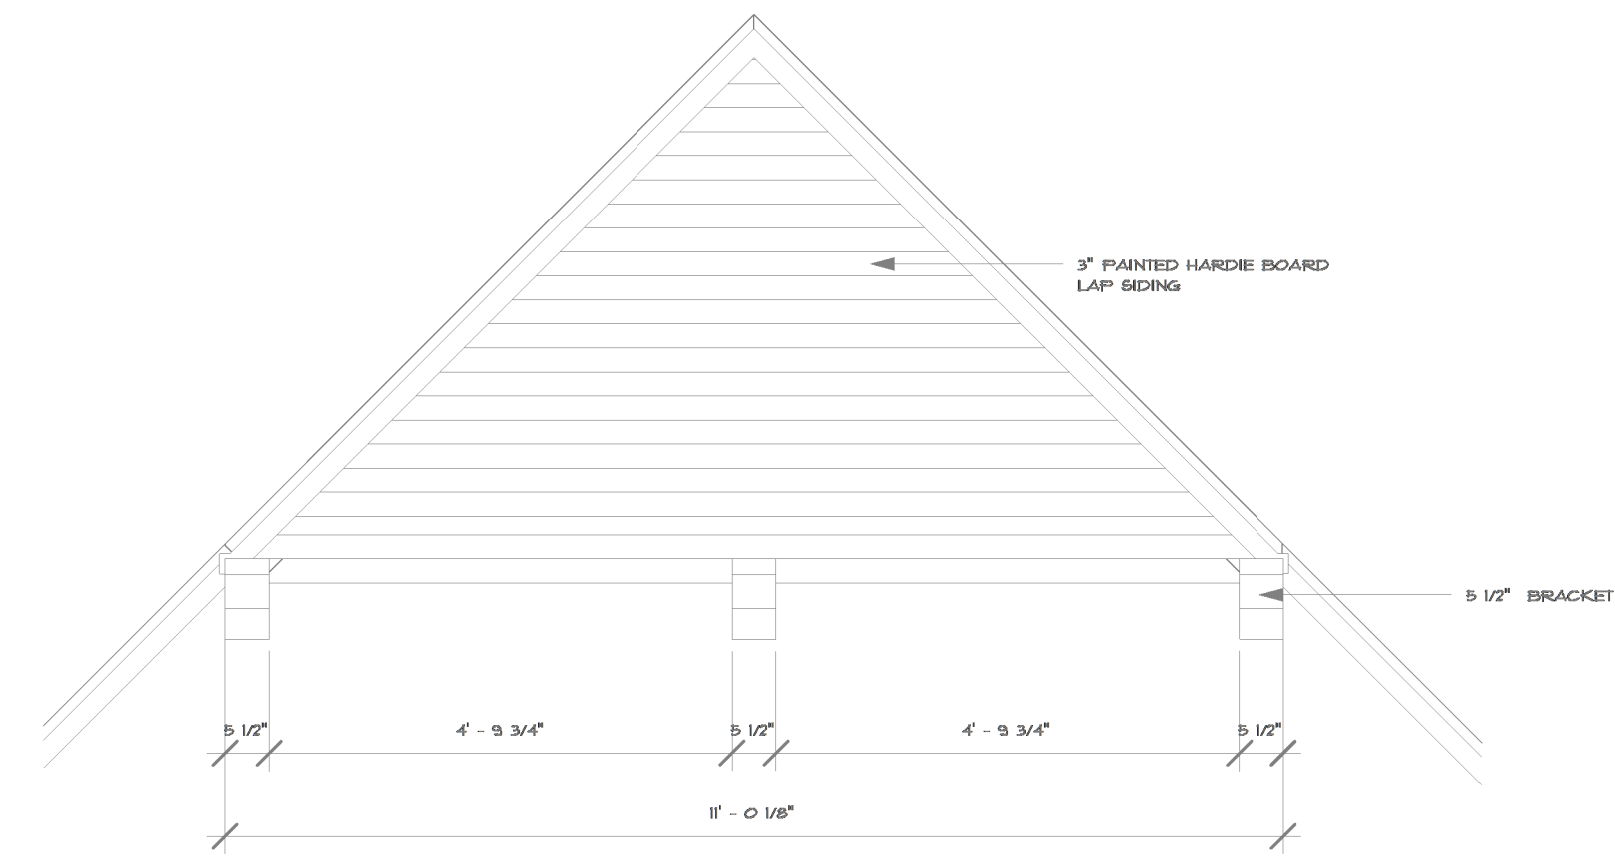 3" PAINTED HARDIE BOARD
LAP SIDING
5 1/2" BRACKET
5 1/2" 4' - 9 3/4" 5 1/2" 4' - 9 3/4" 5 1/2"
11' - 0 1/8"